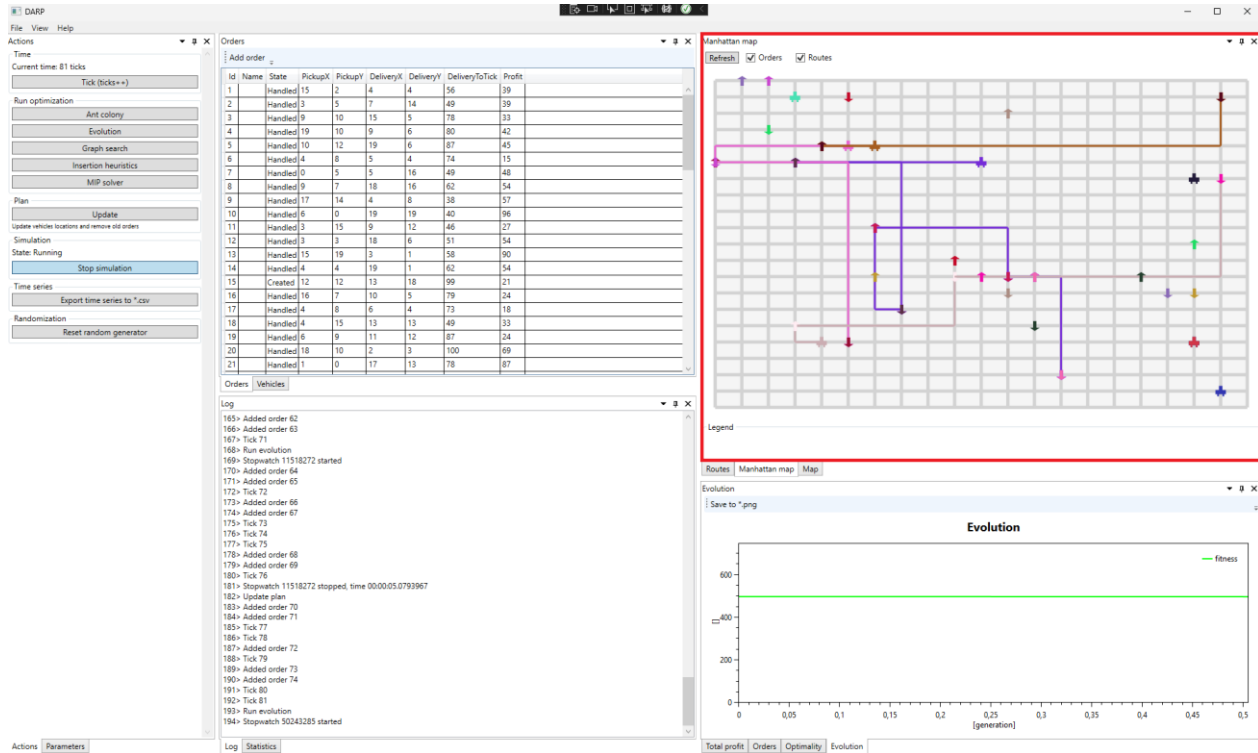 DARP
File View Help
Actions
Time
Current time: 81 ticks
Tick (ticks++)
Run optimization
Ant colony
Evolution
Graph search
Insertion heuristics
MIP solver
Plan
Update
Update vehicles locations and remove old orders
Simulation
State: Running
Stop simulation
Time series
Export time series to *.csv
Randomization
Reset random generator
Actions Parameters
Orders
Add order
Id Name State PickupX PickupY DeliveryX DeliveryY DeliveryToTick Profit
1 Handled 15 2 4 4 56 39
2 Handled 3 5 7 14 49 39
3 Handled 9 10 15 5 78 33
4 Handled 19 10 9 6 80 42
5 Handled 10 12 19 6 87 45
6 Handled 4 8 5 4 74 15
7 Handled 0 5 5 16 49 48
8 Handled 9 7 18 16 62 54
9 Handled 17 14 4 8 38 57
10 Handled 6 0 19 19 40 96
11 Handled 3 15 9 12 46 27
12 Handled 3 3 18 6 51 54
13 Handled 15 19 3 1 58 90
14 Handled 4 4 19 1 62 54
15 Created 12 12 13 18 99 21
16 Handled 16 7 10 5 79 24
17 Handled 4 8 6 4 73 18
18 Handled 4 15 13 13 49 33
19 Handled 6 9 11 12 87 24
20 Handled 18 10 2 3 100 69
21 Handled 1 0 17 13 78 87
Orders Vehicles
Log
165> Added order 62
166> Added order 63
167> Tick 71
168> Run evolution
169> Stopwatch 11518272 started
170> Added order 64
171> Added order 65
172> Tick 72
173> Added order 66
174> Added order 67
175> Tick 73
176> Tick 74
177> Tick 75
178> Added order 68
179> Added order 69
180> Tick 76
181> Stopwatch 11518272 stopped, time 00:00:05.0793967
182> Update plan
183> Added order 70
184> Added order 71
185> Tick 77
186> Tick 78
187> Added order 72
188> Tick 79
189> Added order 73
190> Added order 74
191> Tick 80
192> Tick 81
193> Run evolution
194> Stopwatch 50243285 started
Log Statistics
Manhattan map
Refresh Orders Routes
Legend
Routes Manhattan map Map
Evolution
Save to *.png
Evolution
fitness
600
400
200
0
[]
0 0,05 0,1 0,15 0,2 0,25 0,3 0,35 0,4 0,45 0,5
[generation]
Total profit Orders Optimality Evolution